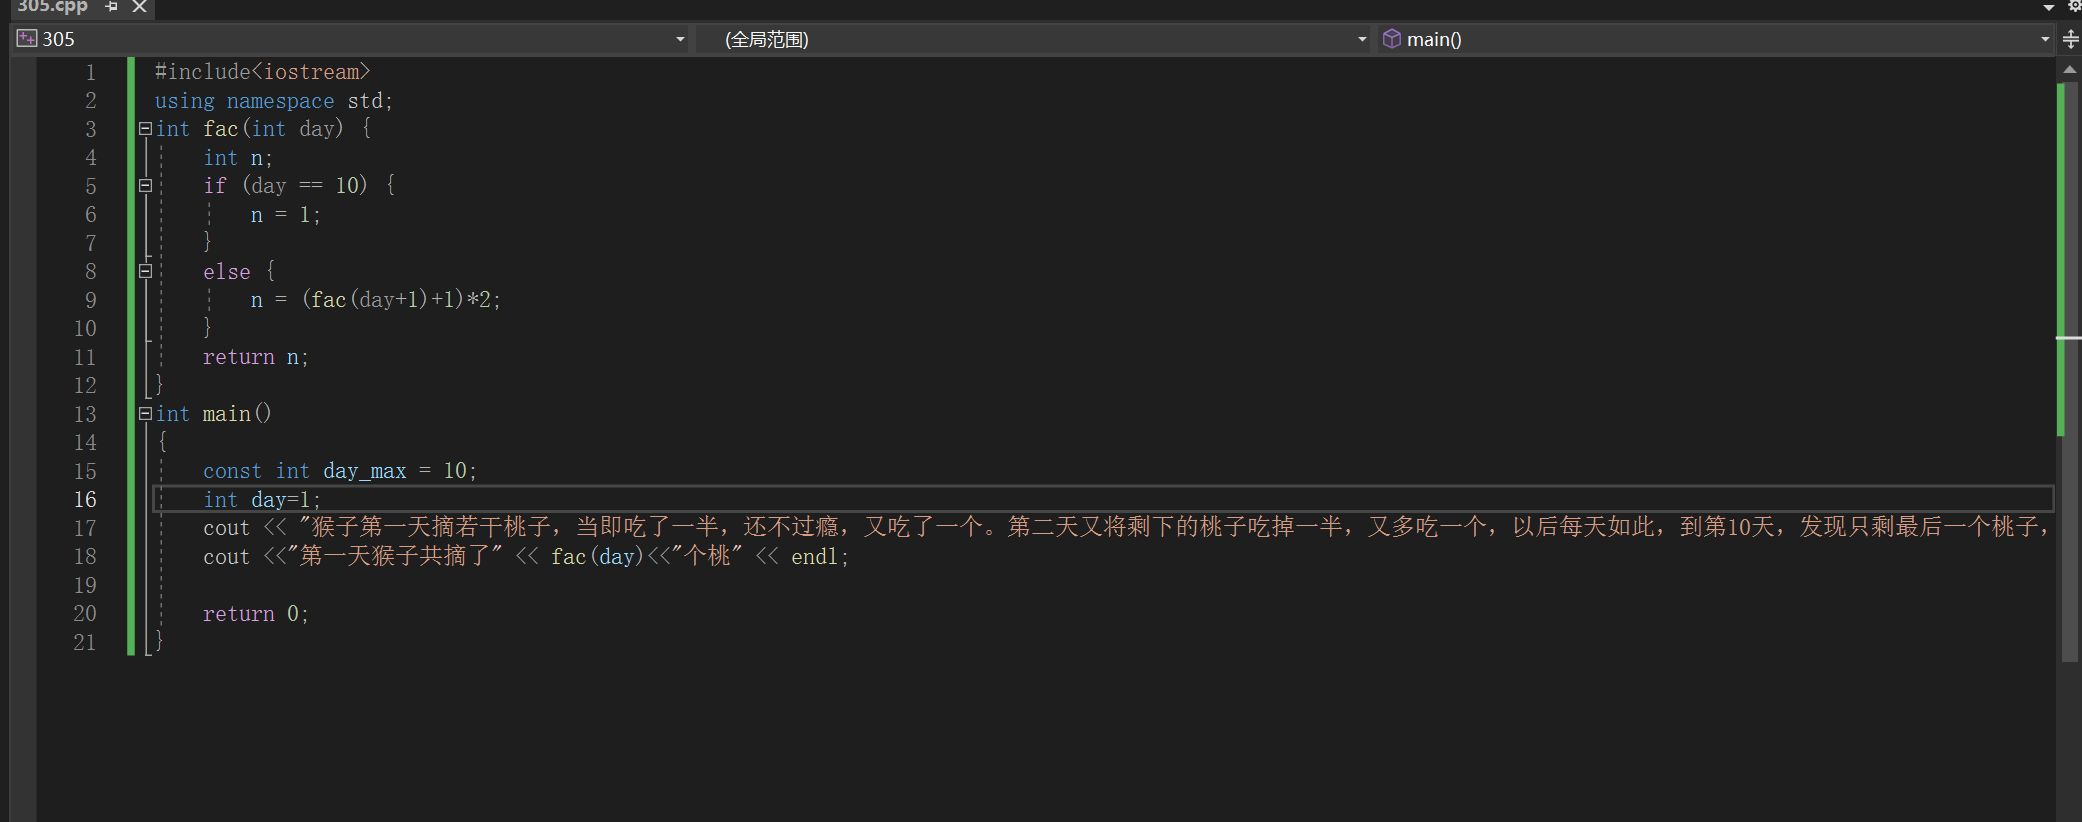 305.cpp
305 (全局范围) main()
1 #include<iostream>
2 using namespace std;
3 int fac(int day) {
4 int n;
5 if (day == 10) {
6 n = 1;
7 }
8 else {
9 n = (fac(day+1)+1)*2;
10 }
11 return n;
12 }
13 int main()
14 {
15 const int day_max = 10;
16 int day=1;
17 cout << "猴子第一天摘若干桃子，当即吃了一半，还不过瘾，又吃了一个。第二天又将剩下的桃子吃掉一半，又多吃一个，以后每天如此，到第10天，发现只剩最后一个桃子，
18 cout <<"第一天猴子共摘了" << fac(day)<<"个桃" << endl;
19
20 return 0;
21 }